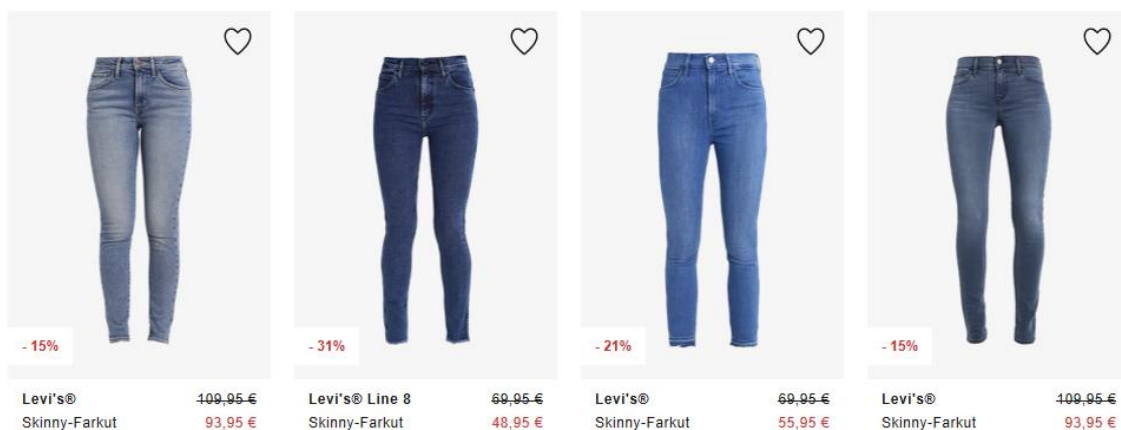 - 15%
- 31%
- 21%
- 15%
Levi's® 109,95 €
Skinny-Farkut 93,95 €
Levi's® Line 8 69,95 €
Skinny-Farkut 48,95 €
Levi's® 69,95 €
Skinny-Farkut 55,95 €
Levi's® 109,95 €
Skinny-Farkut 93,95 €